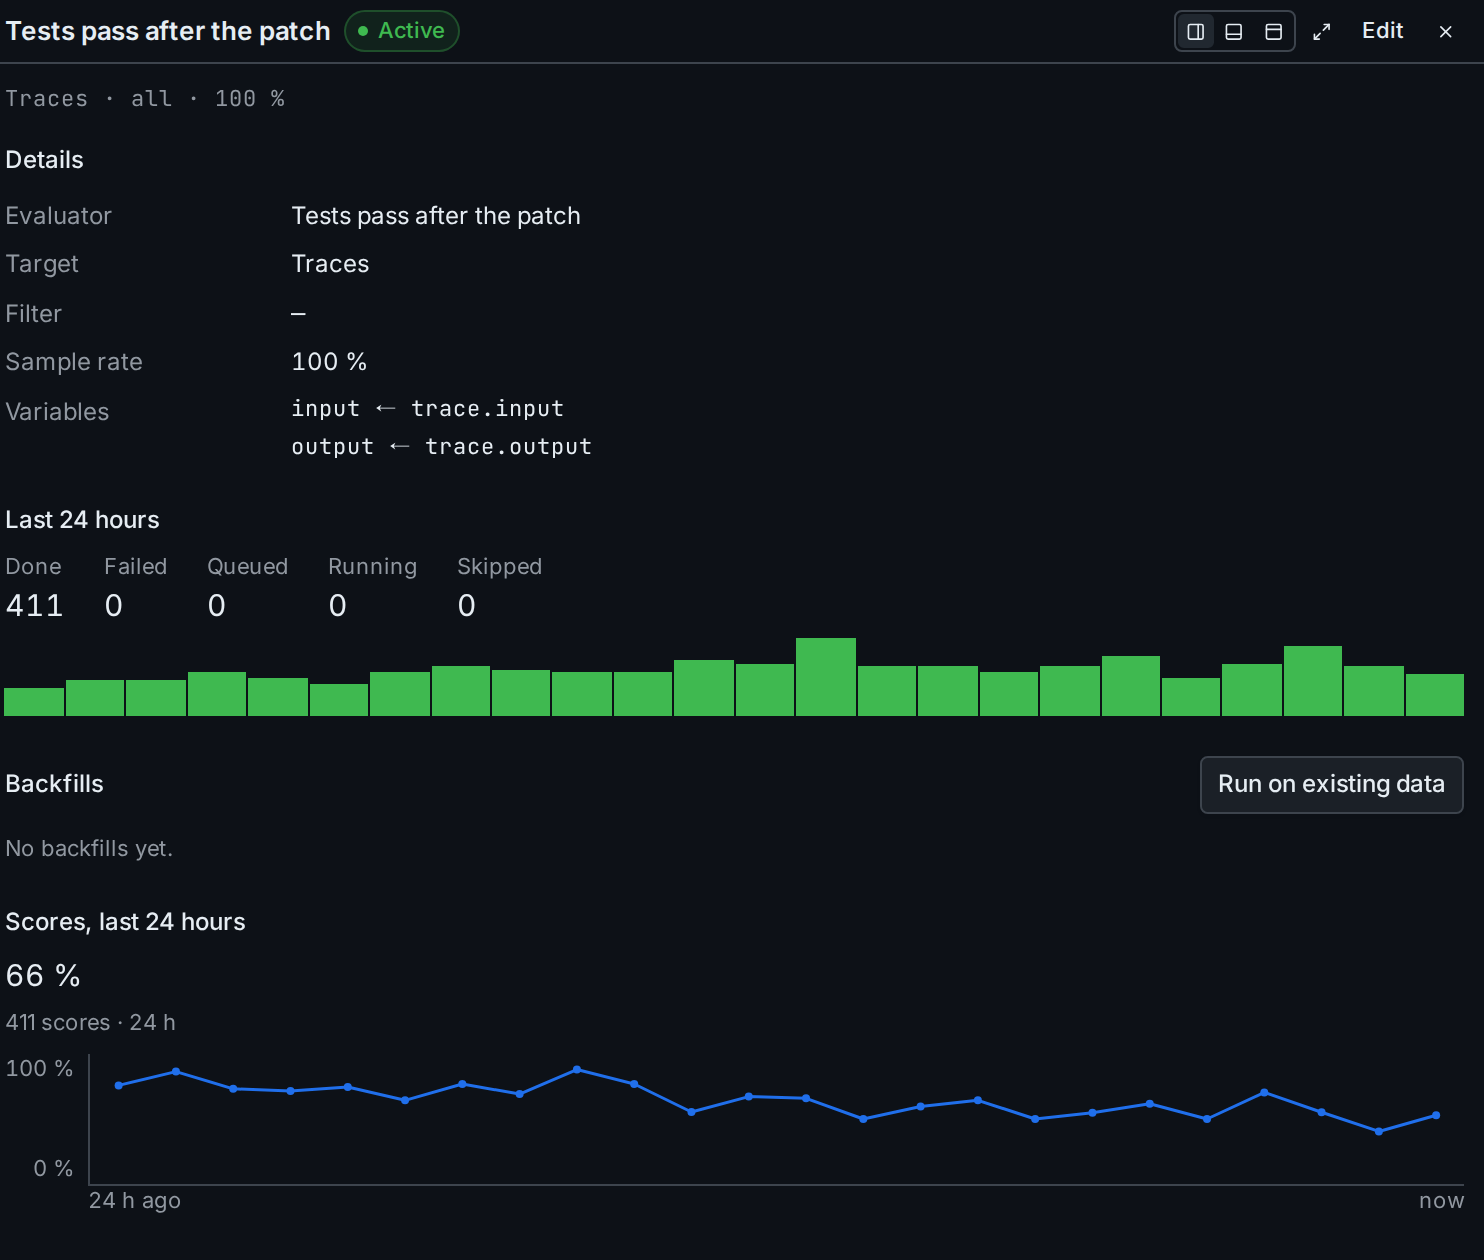 Tests pass after the patch Active Edit
Traces · all · 100 %
Details
Evaluator Tests pass after the patch
Target Traces
Filter —
Sample rate 100 %
Variables input ← trace.input
output ← trace.output
Last 24 hours
Done Failed Queued Running Skipped
411 0 0 0 0
Backfills Run on existing data
No backfills yet.
Scores, last 24 hours
66 %
411 scores · 24 h
100 %
0 %
24 h ago now